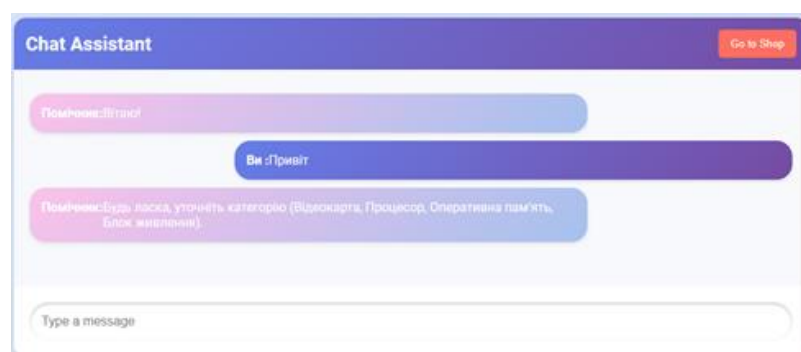 Chat Assistant
Go to Shop
Помічник:Вітаю!
Ви :Привіт
Помічник:Будь ласка, уточніть категорію (Відеокарта, Процесор, Оперативна пам'ять,
Блок живлення).
Type a message